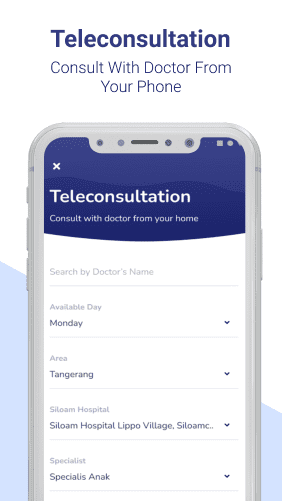 Teleconsultation
Consult With Doctor From
Your Phone
Teleconsultation
Consult with doctor from your home
Search by Doctor's Name
Available Day
Monday
Area
Tangerang
Siloam Hospital
Siloam Hospital Lippo Village, Siloamc..
Specialist
Specialis Anak